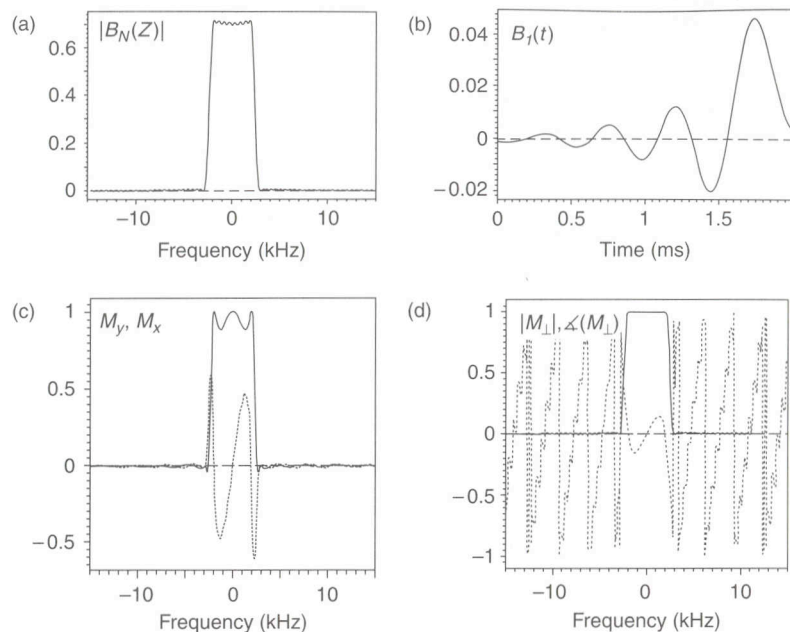 (a)
|B_N(Z)|
0.6
0.4
0.2
0
−10 0 10
Frequency (kHz)
(b)
B_1(t)
0.04
0.02
0
−0.02
0 0.5 1 1.5
Time (ms)
(c)
M_y, M_x
1
0.5
0
−0.5
−10 0 10
Frequency (kHz)
(d)
|M_⊥|,∡(M_⊥)
1
0.5
0
−0.5
−1
−10 0 10
Frequency (kHz)